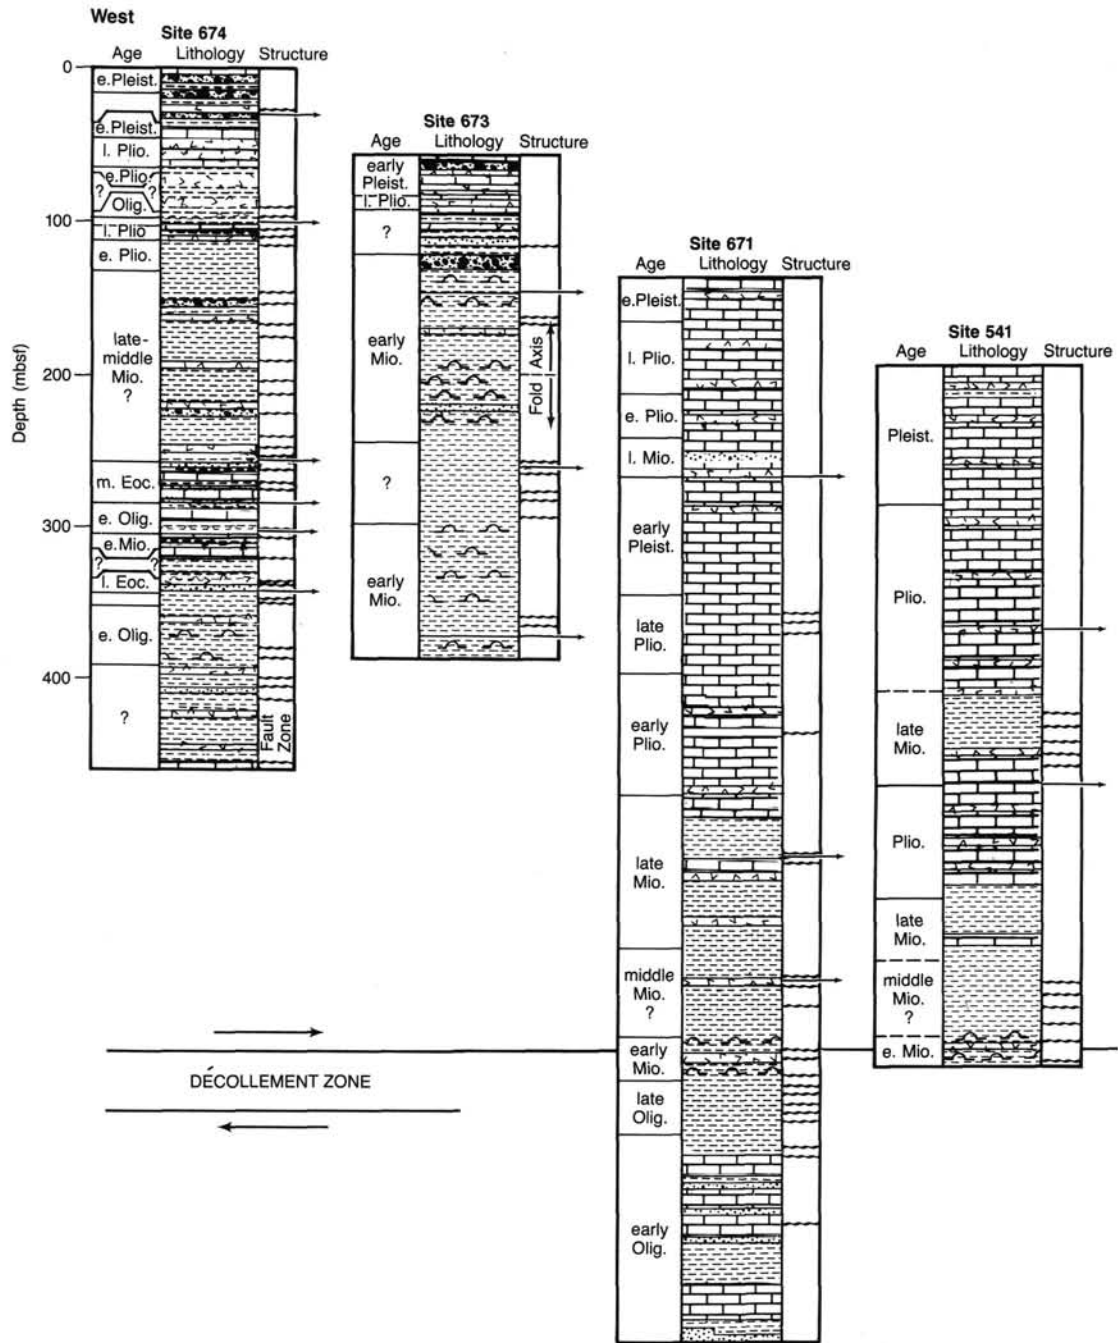 West
Site 674
Age Lithology Structure
Depth (mbsf)
0
100
200
300
400
e.Pleist.
e.Pleist.
l. Plio.
e.Plio.
? ?
Olig.
l. Plio
e. Plio.
late-
middle
Mio.
?
m. Eoc.
e. Olig.
e.Mio.
? ?
l. Eoc.
e. Olig.
?
Fault
Zone
Site 673
Age Lithology Structure
early
Pleist.
l. Plio.
?
early
Mio.
?
early
Mio.
Fold Axis
Site 671
Age Lithology Structure
e.Pleist.
l. Plio.
e. Plio.
l. Mio.
early
Pleist.
late
Plio.
early
Plio.
late
Mio.
middle
Mio.
?
early
Mio.
late
Olig.
early
Olig.
Site 541
Age Lithology Structure
Pleist.
Plio.
late
Mio.
Plio.
late
Mio.
middle
Mio.
?
e. Mio.
DÉCOLLEMENT ZONE